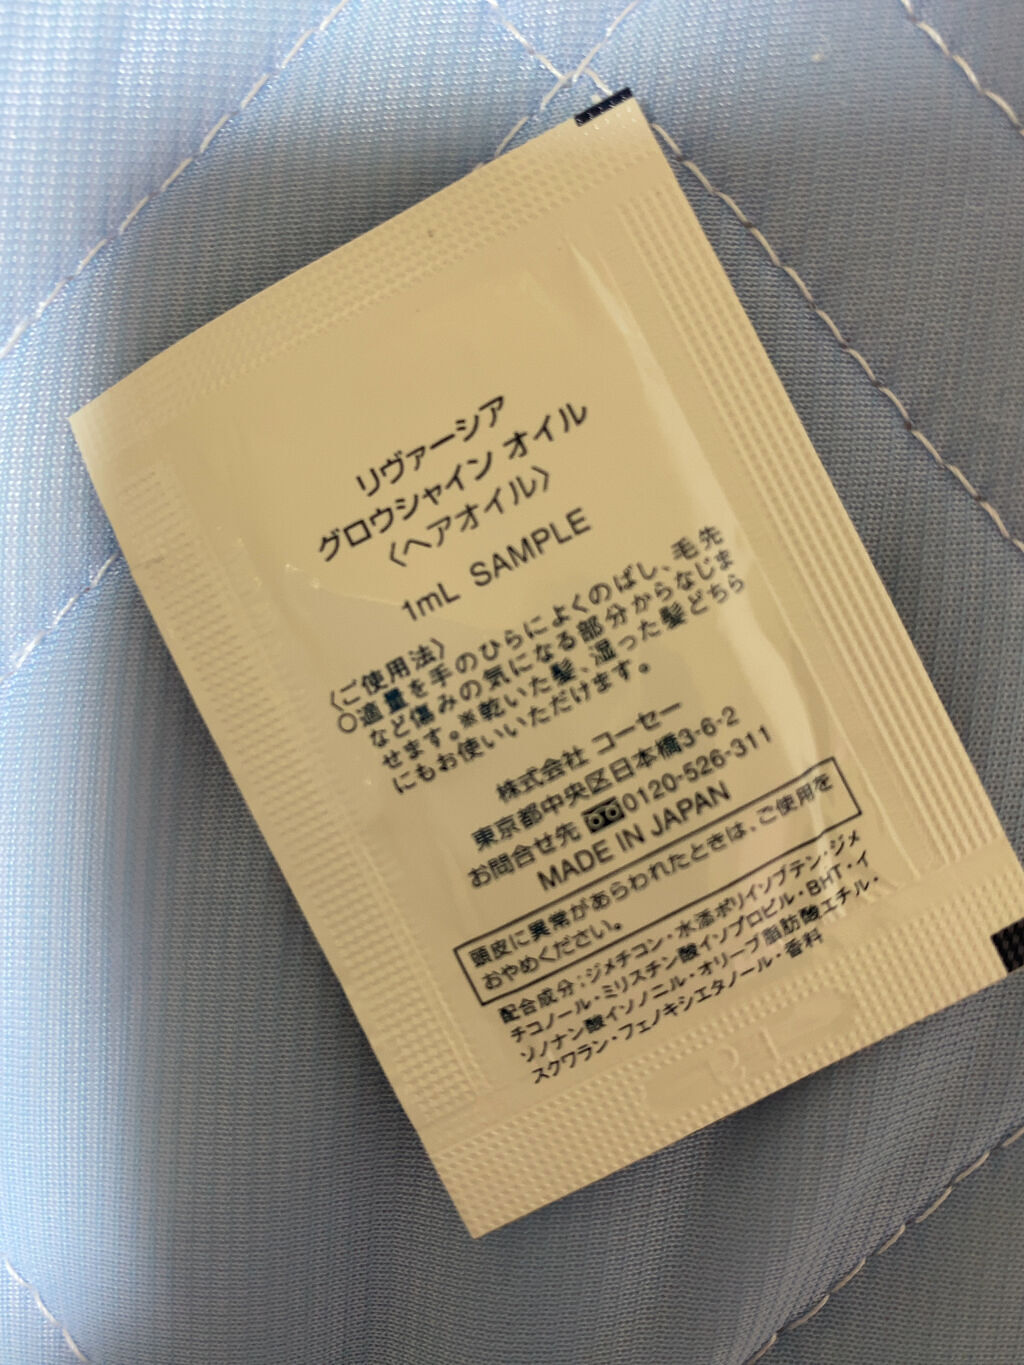 リヴァーシア
グロウシャイン オイル
〈ヘアオイル〉
1mL SAMPLE
〈ご使用法〉
○適量を手のひらによくのばし、毛先
など傷みの気になる部分からなじま
せます。※乾いた髪、湿った髪どちら
にもお使いいただけます。
株式会社 コーセー
東京都中央区日本橋3-6-2
お問合せ先 0120-526-311
MADE IN JAPAN
頭皮に異常があらわれたときは、ご使用を
おやめください。
配合成分：ジメチコン・水添ポリイソブテン・ジメ
チコノール・ミリスチン酸イソプロピル・BHT・イ
ソノナン酸イソノニル・オリーブ脂肪酸エチル・
スクワラン・フェノキシエタノール・香料